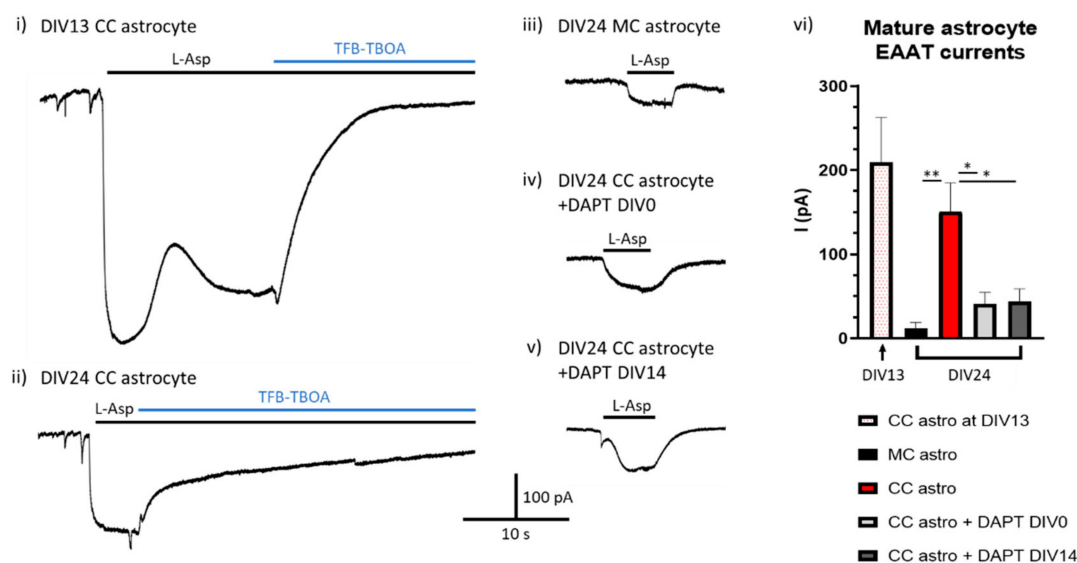 i) DIV13 CC astrocyte
L-Asp
TFB-TBOA
ii) DIV24 CC astrocyte
L-Asp
TFB-TBOA
100 pA
10 s
iii) DIV24 MC astrocyte
L-Asp
iv) DIV24 CC astrocyte
+DAPT DIV0
L-Asp
v) DIV24 CC astrocyte
+DAPT DIV14
L-Asp
vi) Mature astrocyte
EAAT currents
I (pA)
300
200
100
0
** * *
DIV13 DIV24
CC astro at DIV13
MC astro
CC astro
CC astro + DAPT DIV0
CC astro + DAPT DIV14